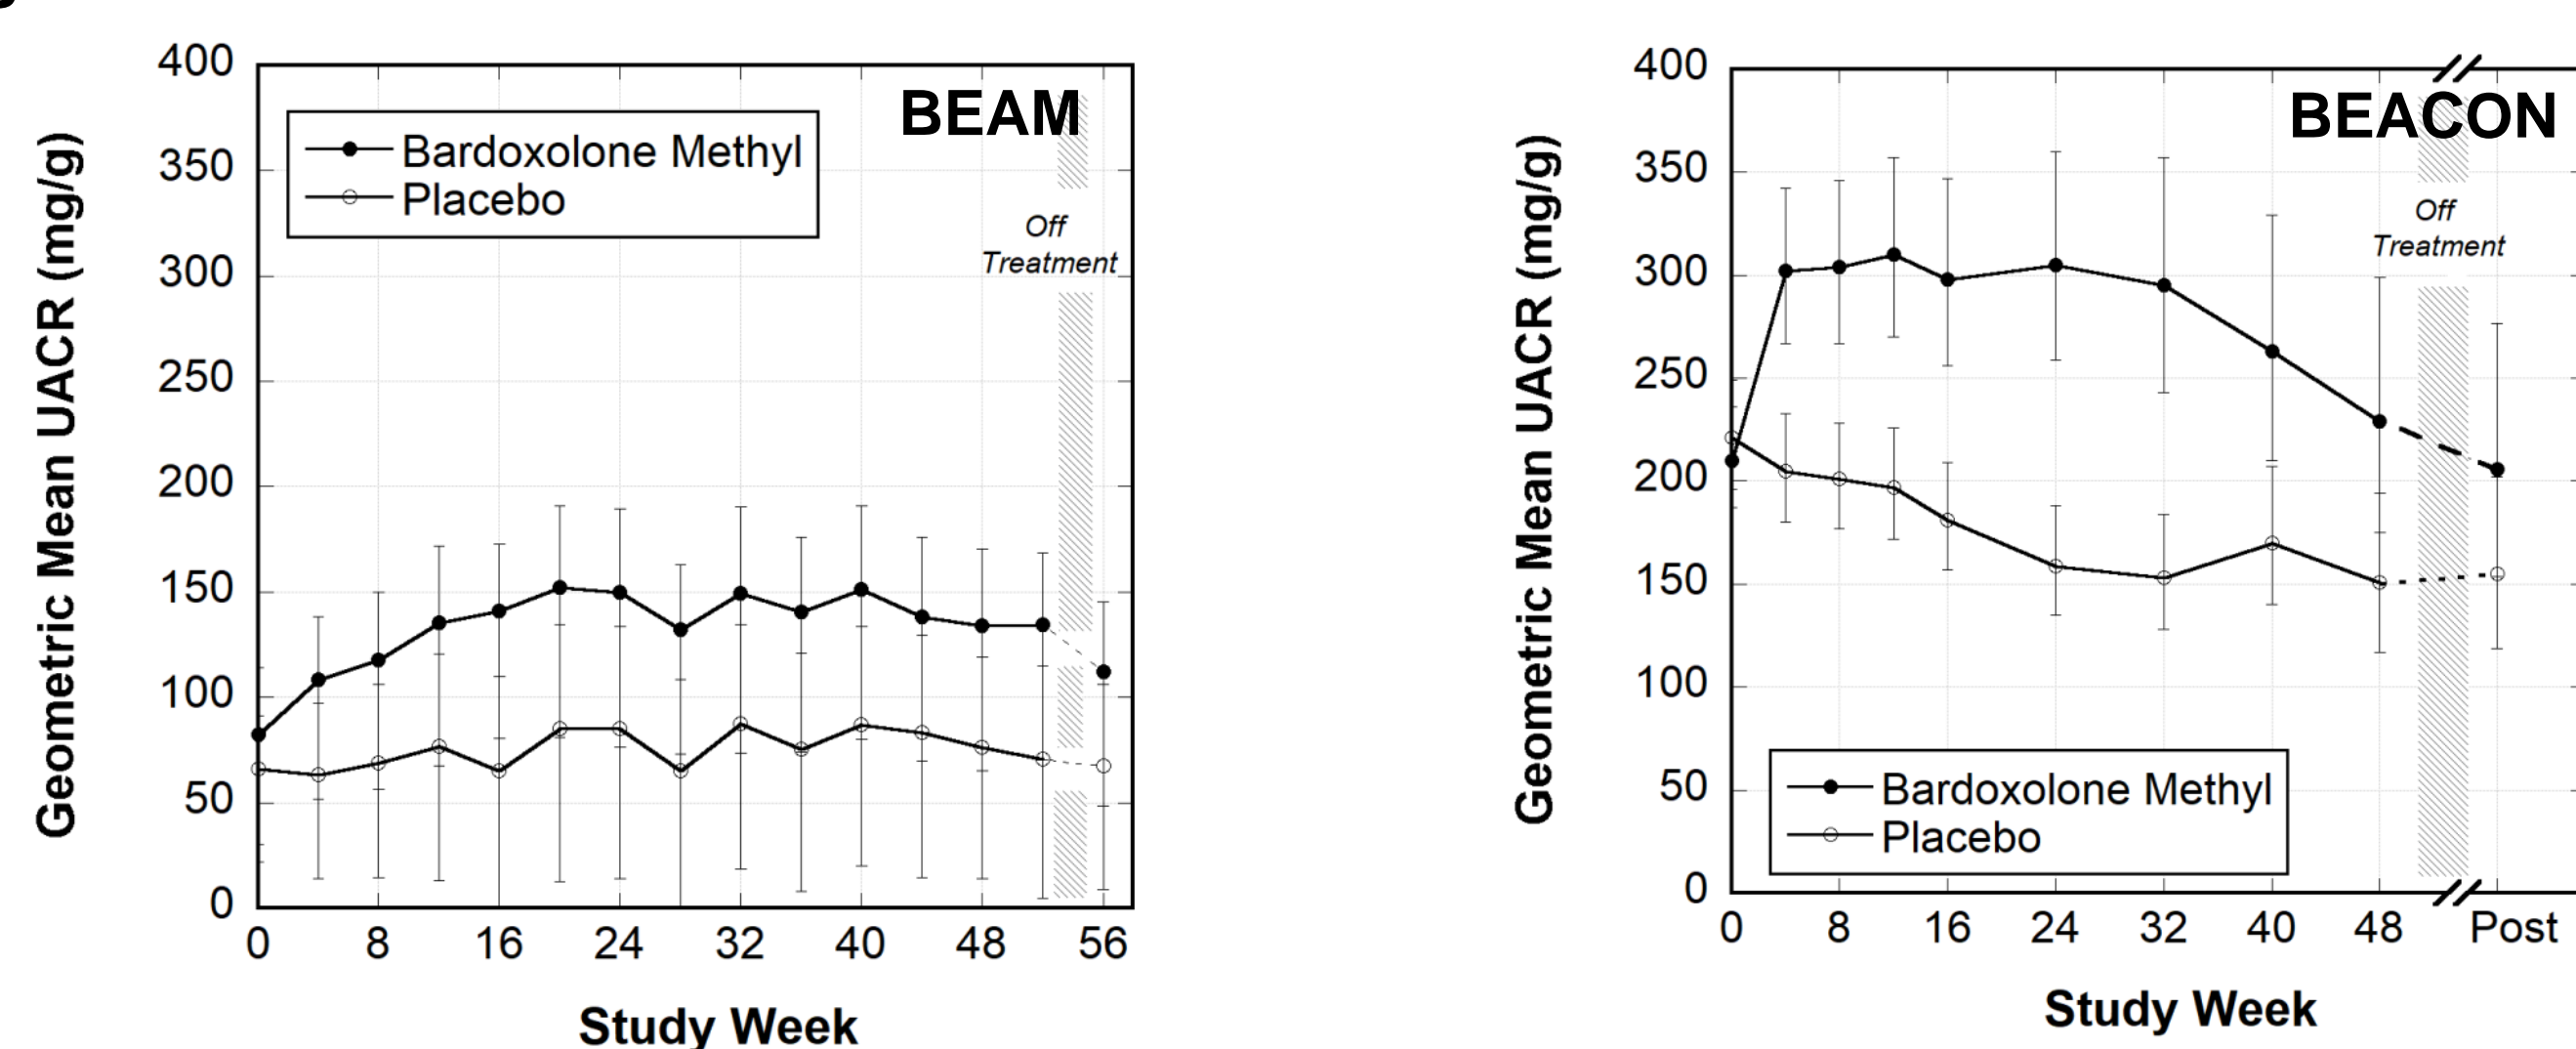 400
350
300
250
200
150
100
50
0
Geometric Mean UACR (mg/g)
BEAM
Bardoxolone Methyl
Placebo
Off
Treatment
0 8 16 24 32 40 48 56
Study Week
400
350
300
250
200
150
100
50
0
Geometric Mean UACR (mg/g)
BEACON
Off
Treatment
Bardoxolone Methyl
Placebo
0 8 16 24 32 40 48 Post
Study Week